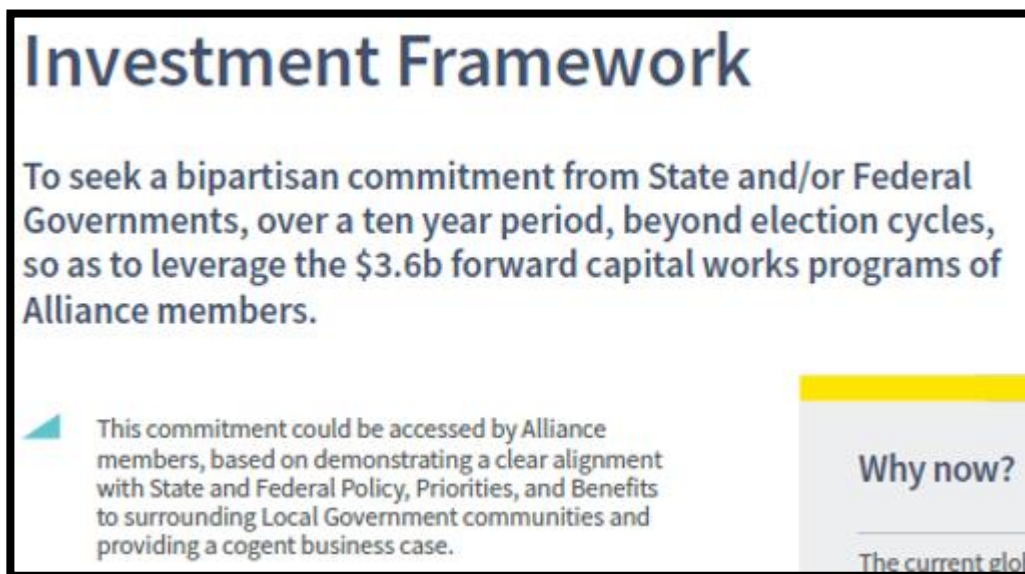 Investment Framework
To seek a bipartisan commitment from State and/or Federal
Governments, over a ten year period, beyond election cycles,
so as to leverage the $3.6b forward capital works programs of
Alliance members.
This commitment could be accessed by Alliance
members, based on demonstrating a clear alignment
with State and Federal Policy, Priorities, and Benefits
to surrounding Local Government communities and
providing a cogent business case.
Why now?
The current